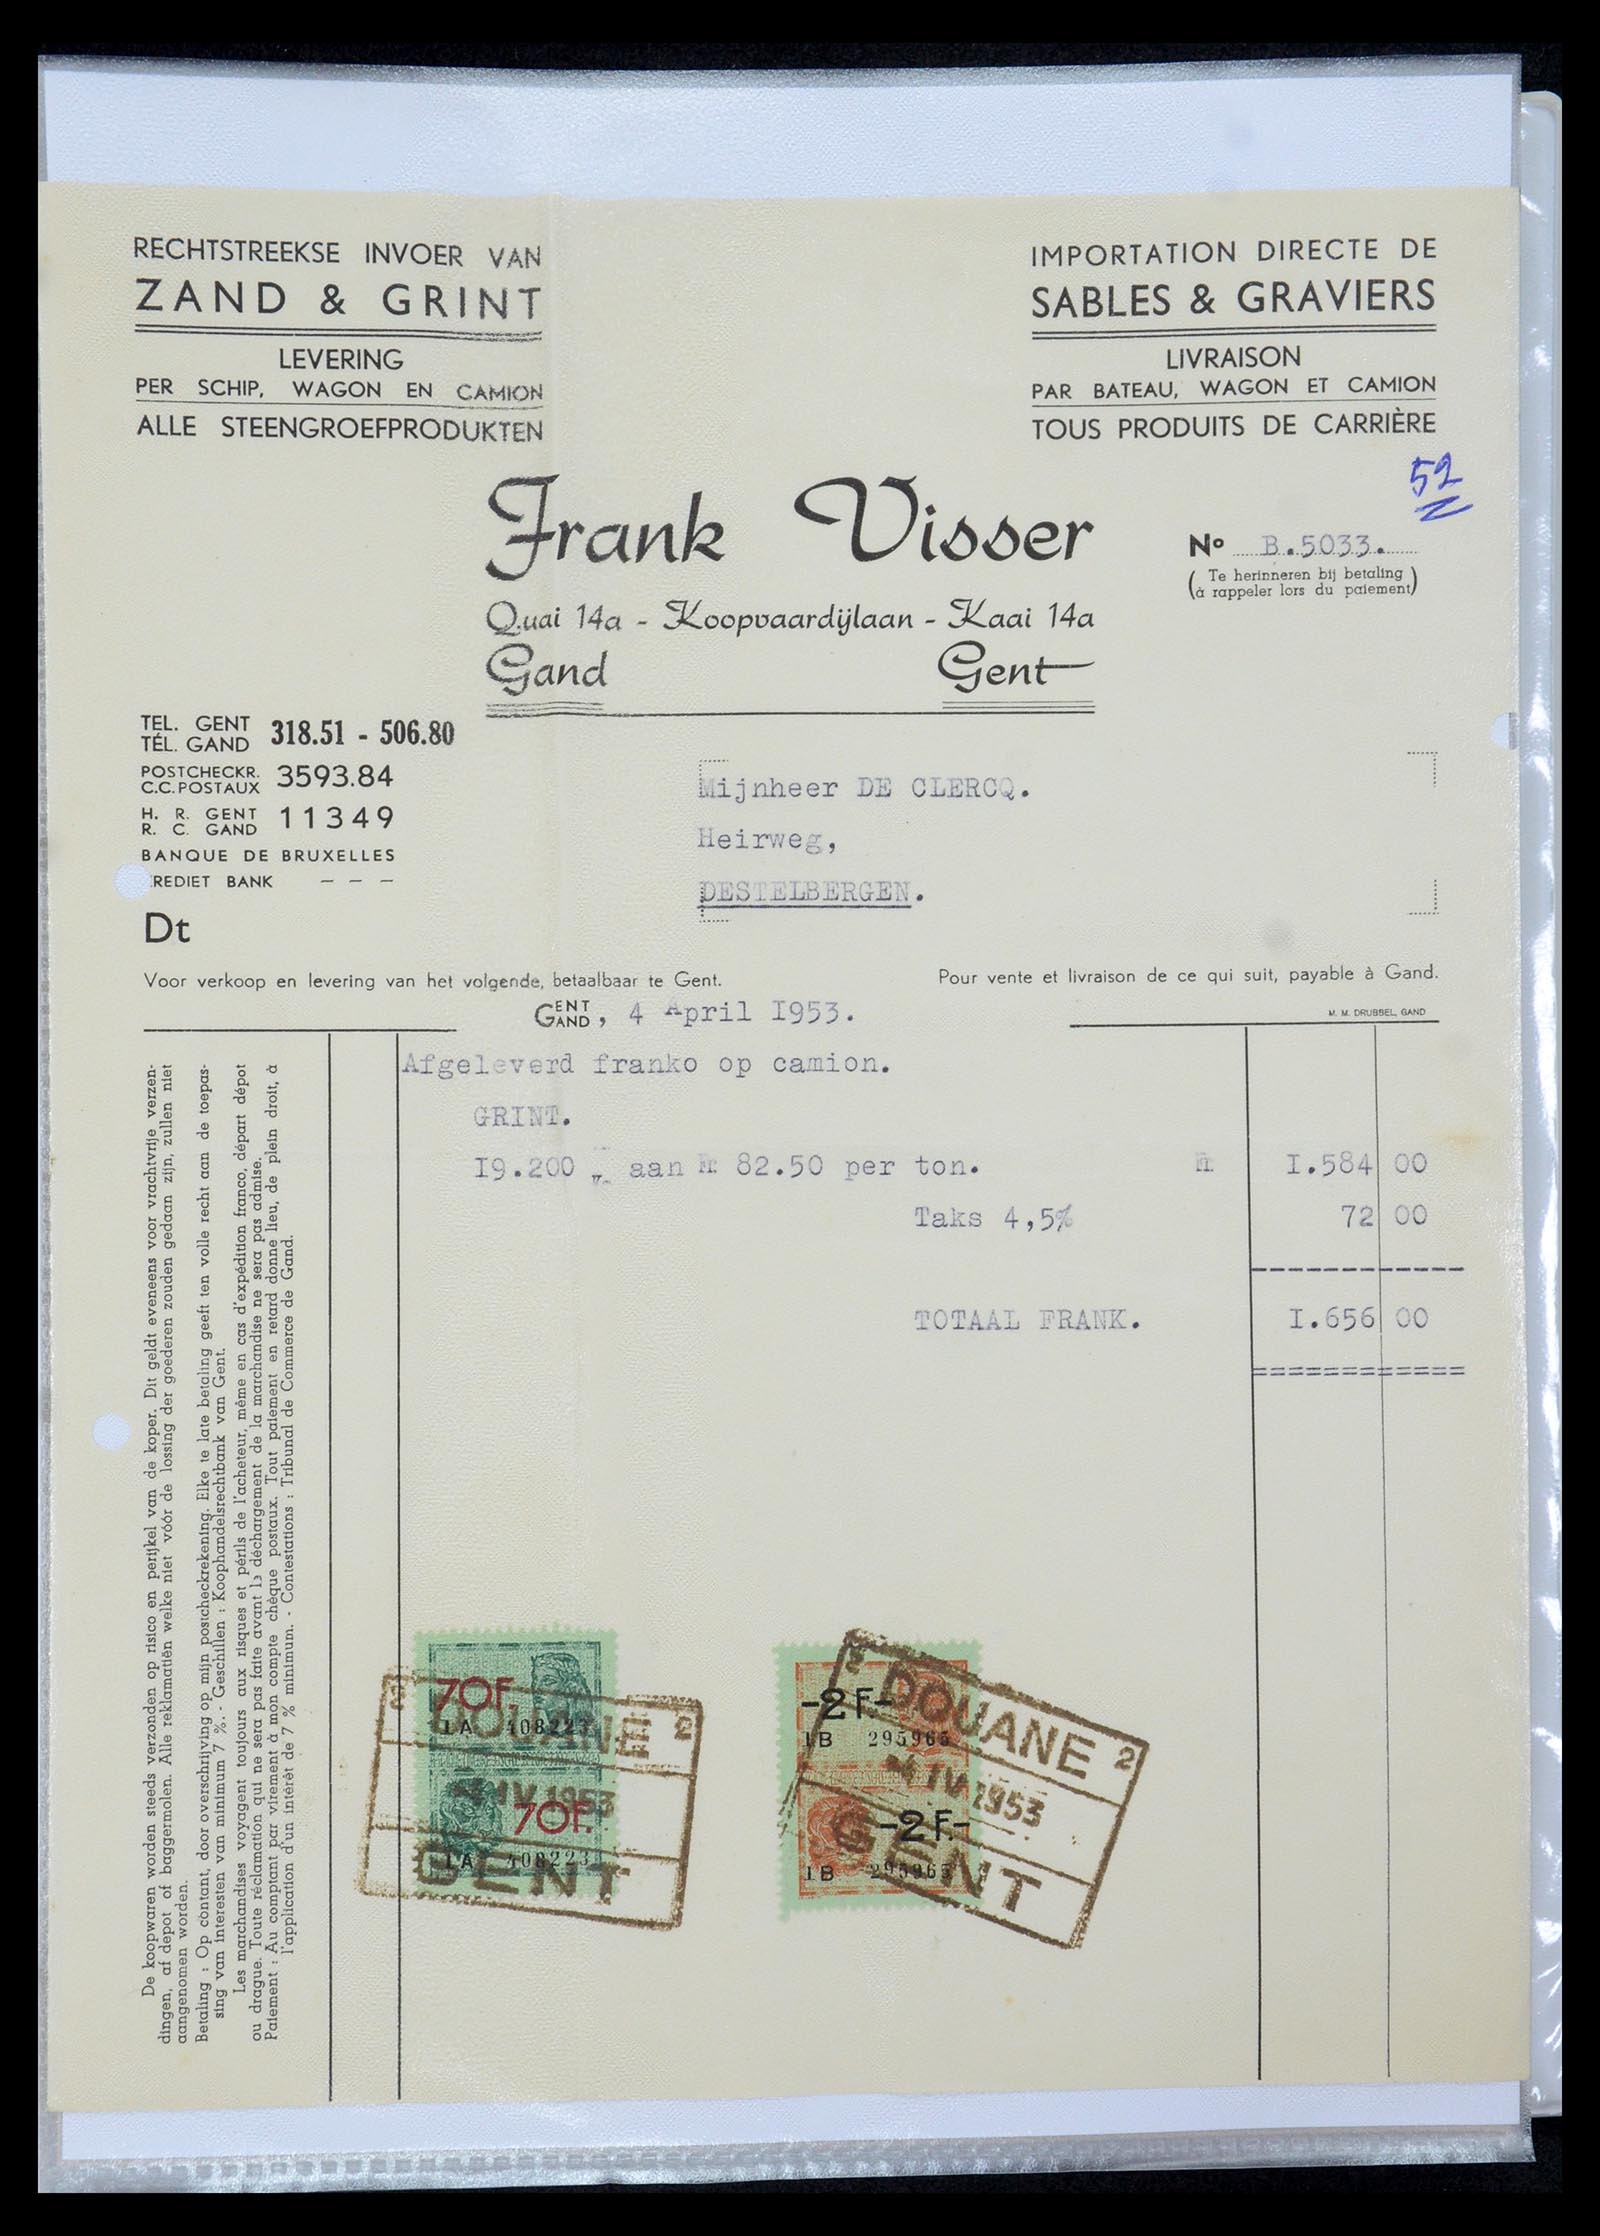 RECHTSTREEKSE INVOER VAN
ZAND & GRINT
LEVERING
PER SCHIP, WAGON EN CAMION
ALLE STEENGROEFPRODUKTEN
IMPORTATION DIRECTE DE
SABLES & GRAVIERS
LIVRAISON
PAR BATEAU, WAGON ET CAMION
TOUS PRODUITS DE CARRIÈRE
52
Frank Visser
No B.5033.
(Te herinneren bij betaling)
(à rappeler lors du paiement)
Quai 14a - Koopvaardijlaan - Kaai 14a
Gand Gent
TEL. GENT
TÉL. GAND 318.51 - 506.80
POSTCHECKR.
C.C.POSTAUX 3593.84
H. R. GENT
R. C. GAND 11349
BANQUE DE BRUXELLES
REDIET BANK - - -
Mijnheer DE CLERCQ.
Heirweg,
DESTELBERGEN.
Dt
Voor verkoop en levering van het volgende, betaalbaar te Gent.
Pour vente et livraison de ce qui suit, payable à Gand.
GENT
GAND, 4 April I953.
M. M. DRUBBEL, GAND
Afgeleverd franko op camion.
GRINT.
I9.200 aan Fr 82.50 per ton. Fr I.584 00
Taks 4,5% 72 00
TOTAAL FRANK. I.656 00
De koopwaren worden steeds verzonden op risico en perijkel van de koper. Dit geldt eveneens voor vrachtvrije verzen-
dingen, af depot of baggermolen. Alle reklamatiën welke niet vóór de lossing der goederen zouden gedaan zijn, zullen niet
aangenomen worden.
Betaling : Op contant, door overschrijving op mijn postcheckrekening. Elke te late betaling geeft ten volle recht aan de toepas-
sing van interesten van minimum 7 %. - Geschillen : Koophandelsrechtbank van Gent.
Les marchandises voyagent toujours aux risques et périls de l'acheteur, même en cas d'expédition franco, départ dépôt
ou drague. Toute réclamation qui ne sera pas faite avant la déchargement de la marchandise ne sera pas admise.
Paiement : Au comptant par virement à mon compte chèque postaux. Tout paiement en retard donne lieu, de plein droit, à
l'application d'un intérêt de 7 % minimum. - Contestations : Tribunal de Commerce de Gand.
70F.
1A 408223
70F.
1A 408223
2 DOUANE 2
-4 IV 1953
GENT
-2F.-
1B 295965
-2F.-
1B 295965
2 DOUANE 2
-4 IV 1953
GENT